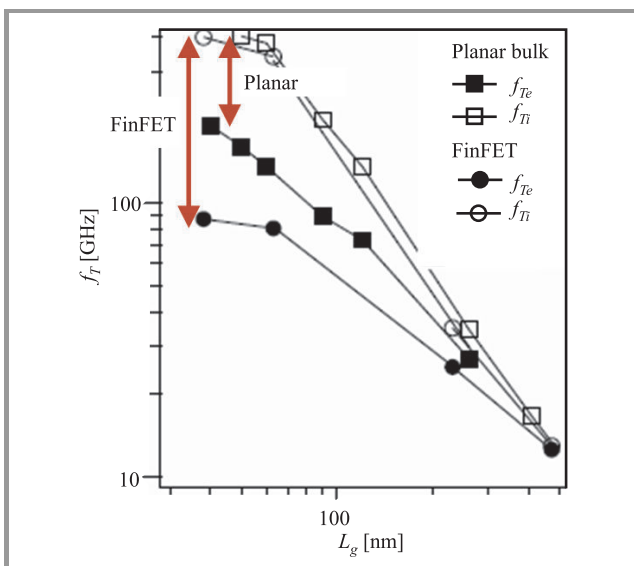 Planar bulk
f_Te
f_Ti
FinFET
f_Te
f_Ti
Planar
FinFET
100
10
f_T [GHz]
100
L_g [nm]